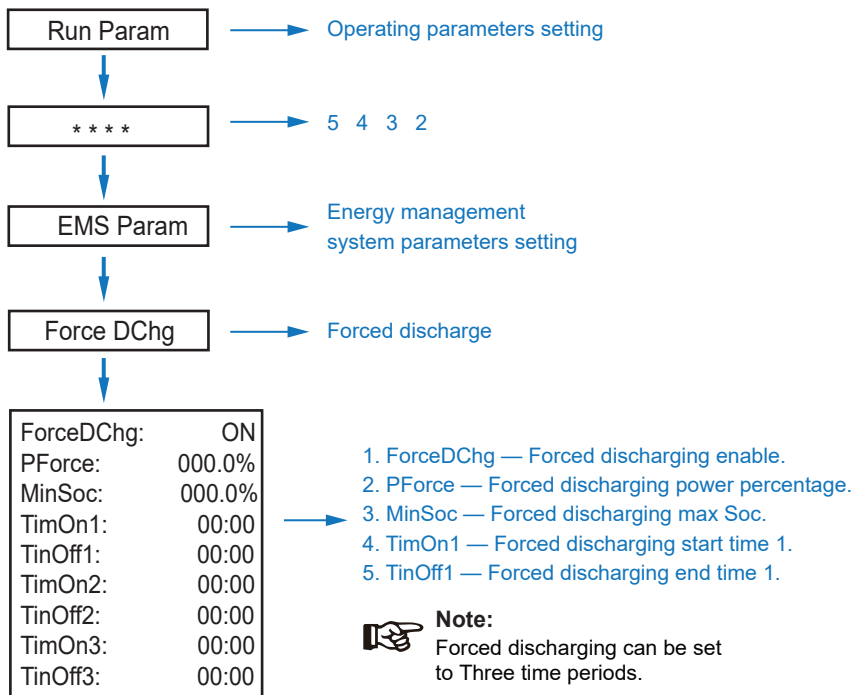 Run Param
Operating parameters setting
* * * *
5 4 3 2
EMS Param
Energy management
system parameters setting
Force DChg
Forced discharge
ForceDChg: ON
PForce: 000.0%
MinSoc: 000.0%
TimOn1: 00:00
TinOff1: 00:00
TimOn2: 00:00
TinOff2: 00:00
TimOn3: 00:00
TinOff3: 00:00
1. ForceDChg — Forced discharging enable.
2. PForce — Forced discharging power percentage.
3. MinSoc — Forced discharging max Soc.
4. TimOn1 — Forced discharging start time 1.
5. TinOff1 — Forced discharging end time 1.
Note:
Forced discharging can be set
to Three time periods.